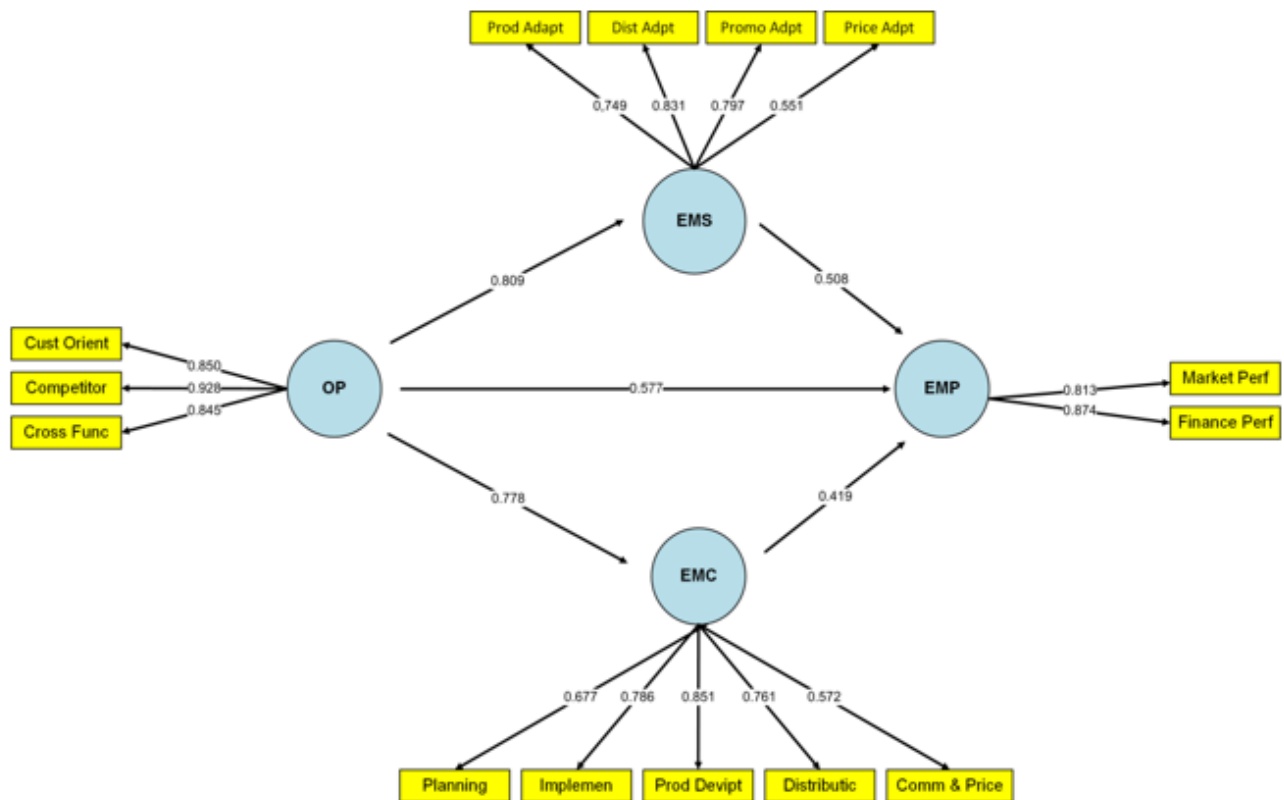 Prod Adapt
Dist Adpt
Promo Adpt
Price Adpt
0,749
0.831
0.797
0.551
EMS
0.809
0.508
Cust Orient
Competitor
Cross Func
0.850
0.928
0.845
OP
0.577
EMP
0.813
0.874
Market Perf
Finance Perf
0.778
0.419
EMC
0.677
0.786
0.851
0.761
0.572
Planning
Implemen
Prod Devipt
Distributic
Comm & Price